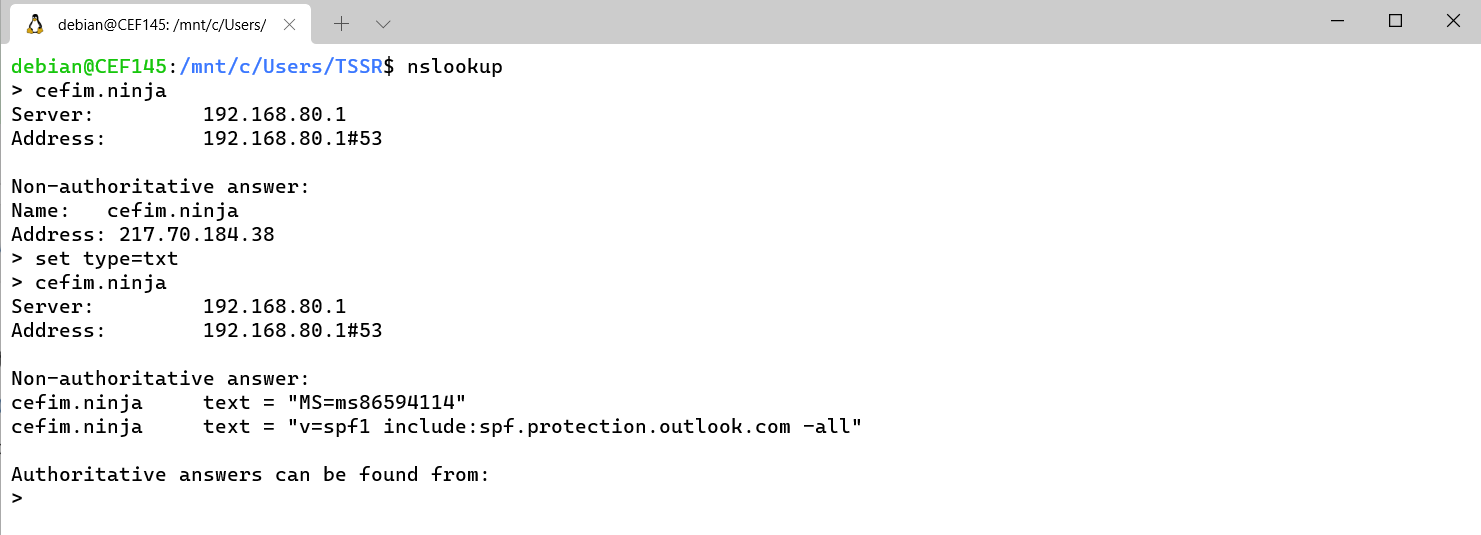 debian@CEF145: /mnt/c/Users/
debian@CEF145:/mnt/c/Users/TSSR$ nslookup
> cefim.ninja
Server:         192.168.80.1
Address:        192.168.80.1#53

Non-authoritative answer:
Name:   cefim.ninja
Address: 217.70.184.38
> set type=txt
> cefim.ninja
Server:         192.168.80.1
Address:        192.168.80.1#53

Non-authoritative answer:
cefim.ninja     text = "MS=ms86594114"
cefim.ninja     text = "v=spf1 include:spf.protection.outlook.com -all"

Authoritative answers can be found from:
>